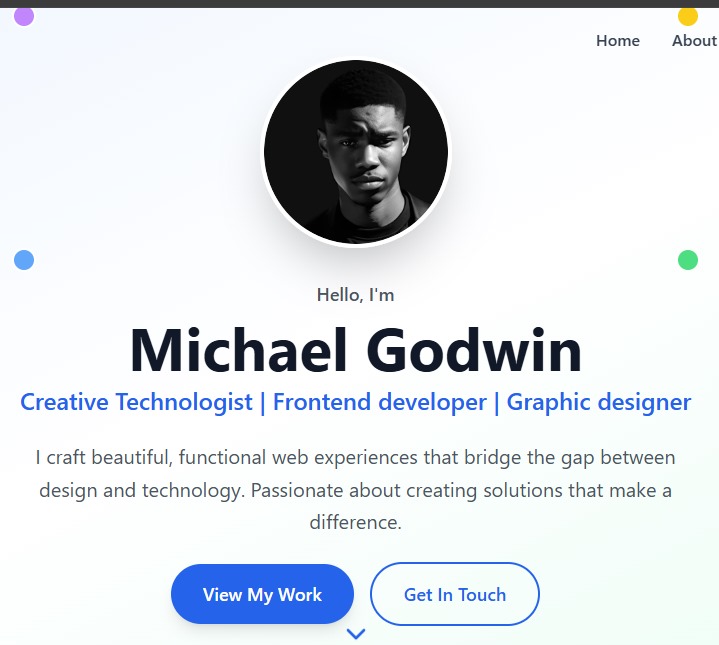 Home About
Hello, I'm
Michael Godwin
Creative Technologist | Frontend developer | Graphic designer
I craft beautiful, functional web experiences that bridge the gap between
design and technology. Passionate about creating solutions that make a
difference.
View My Work Get In Touch